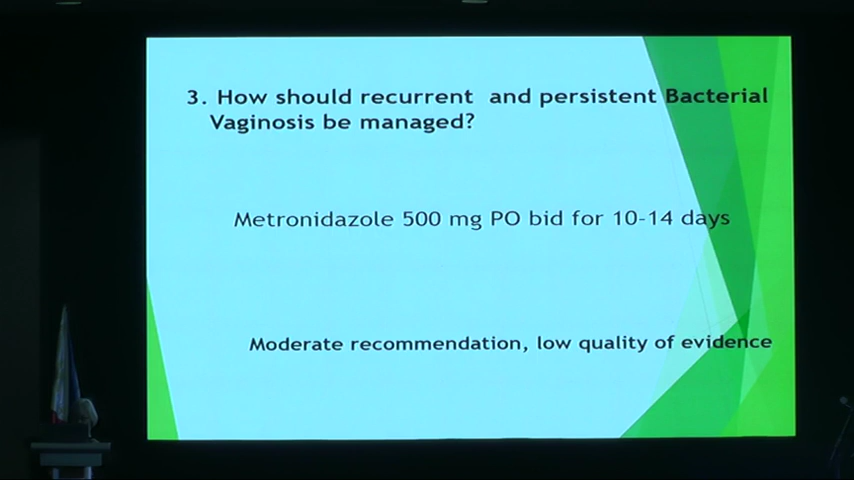 3. How should recurrent and persistent Bacterial
Vaginosis be managed?
Metronidazole 500 mg PO bid for 10-14 days
Moderate recommendation, low quality of evidence